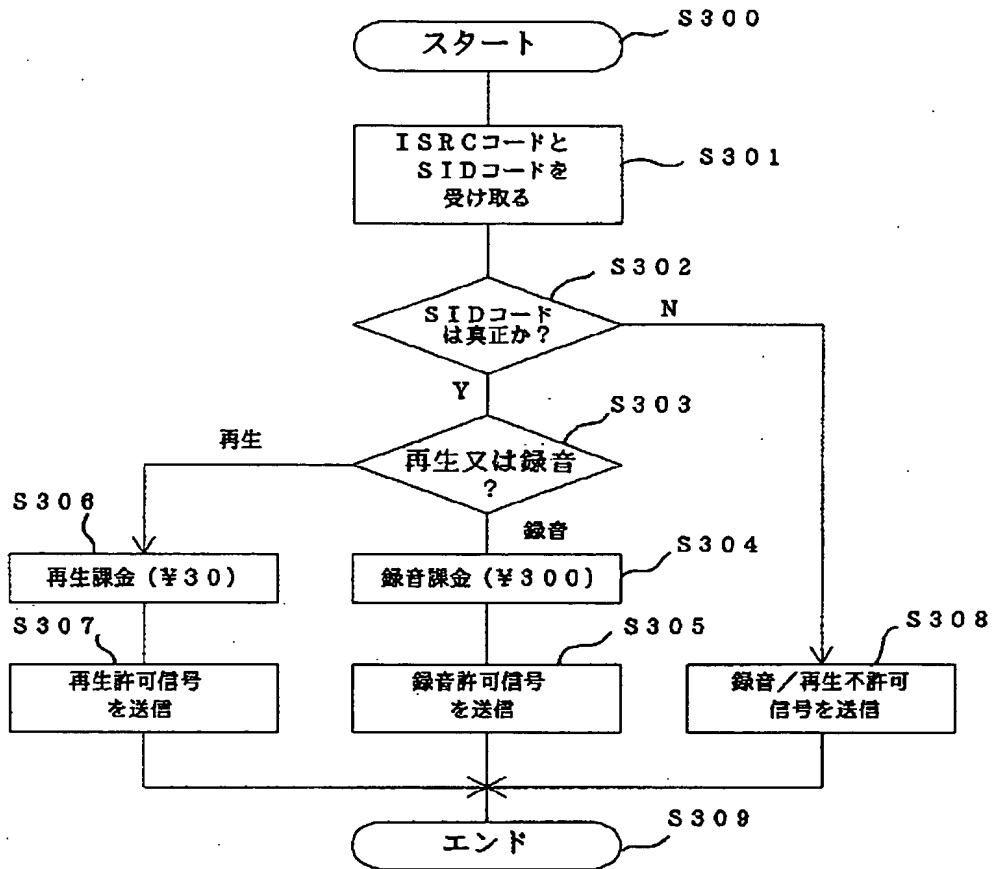 スタート
Ｓ３００
ＩＳＲＣコードと
ＳＩＤコードを
受け取る
Ｓ３０１
Ｓ３０２
ＳＩＤコード
は真正か？
Ｎ
Ｙ
Ｓ３０３
再生
再生又は録音
？
Ｓ３０６
録音
Ｓ３０４
再生課金（￥３０）
録音課金（￥３００）
Ｓ３０７
Ｓ３０５
Ｓ３０８
再生許可信号
を送信
録音許可信号
を送信
録音／再生不許可
信号を送信
Ｓ３０９
エンド